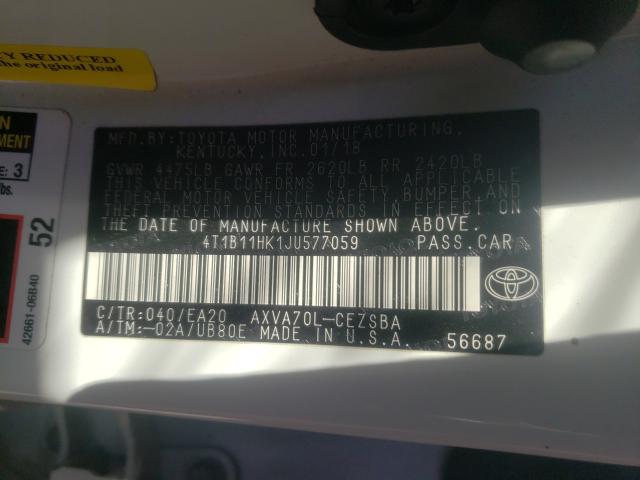 Y REDUCED
the original load
N
MENT
E: 3
lbs.
52
42661-06B40
MFD.BY:TOYOTA MOTOR MANUFACTURING,
KENTUCKY,INC.01/18
GVWR 4475LB GAWR FR 2620LB RR 2420LB
THIS VEHICLE CONFORMS TO ALL APPLICABLE
FEDERAL MOTOR VEHICLE SAFETY,BUMPER AND
THEFT PREVENTION STANDARDS IN EFFECT ON
THE DATE OF MANUFACTURE SHOWN ABOVE.
4T1B11HK1JU577059 PASS.CAR
C/TR:040/EA20 AXVA70L-CEZSBA
A/TM:-02A/UB80E MADE IN U.S.A. 56687